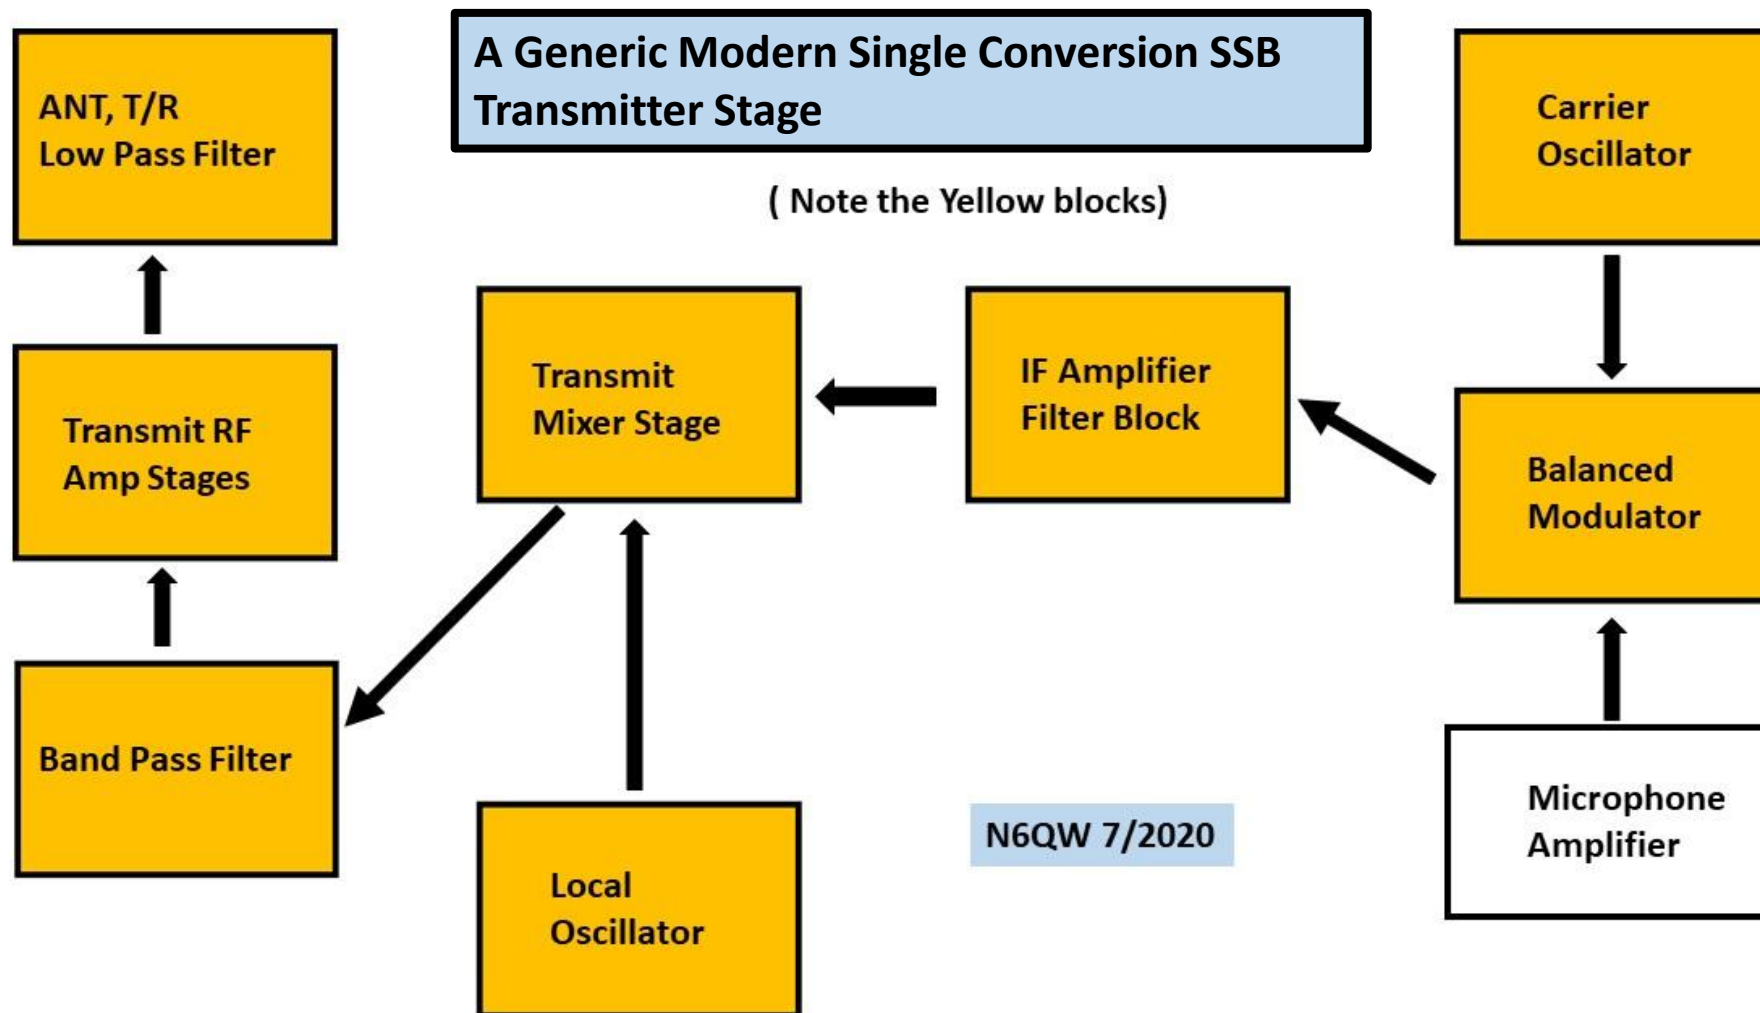 A Generic Modern Single Conversion SSB
Transmitter Stage
( Note the Yellow blocks)
ANT, T/R
Low Pass Filter
Carrier
Oscillator
Transmit RF
Amp Stages
Transmit
Mixer Stage
IF Amplifier
Filter Block
Balanced
Modulator
Band Pass Filter
Local
Oscillator
N6QW 7/2020
Microphone
Amplifier